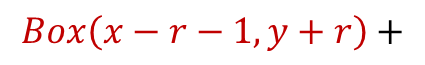 Box(x − r − 1, y + r) +